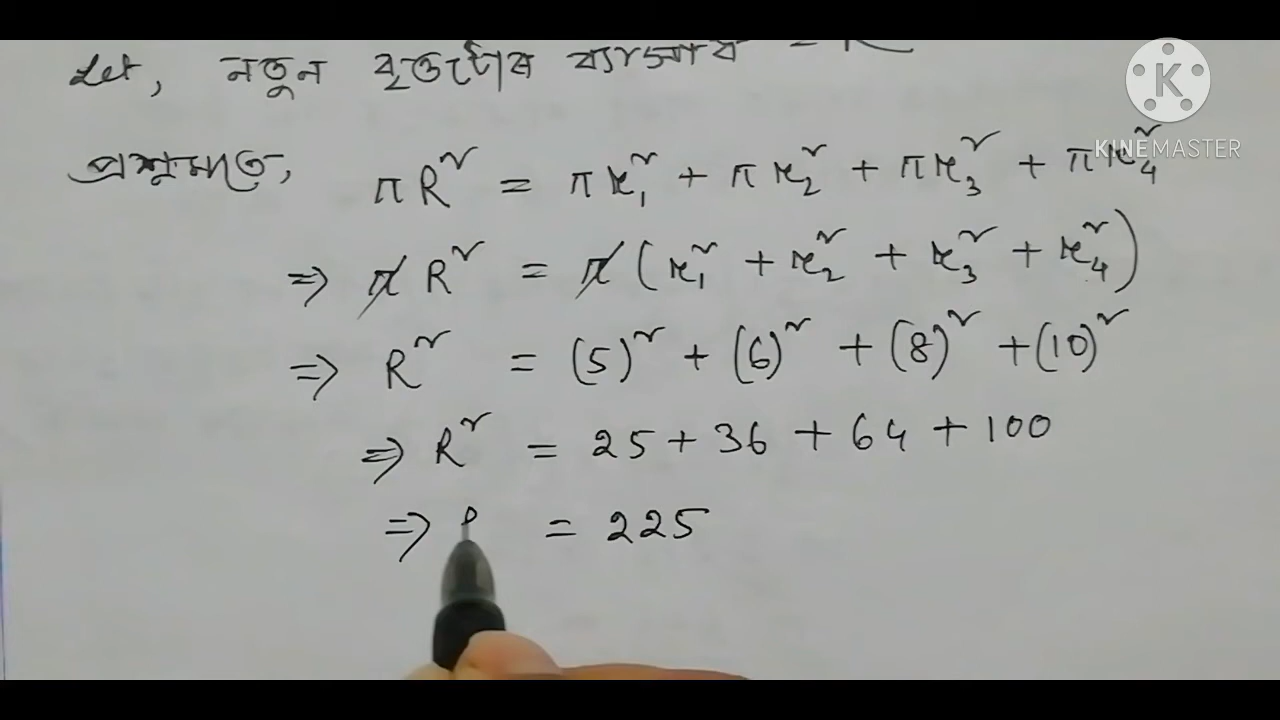 Let, নতুন বৃত্তটির ব্যাসার্ধ = R
K
KINEMASTER
প্রশ্নমতে, πR² = πr₁² + πr₂² + πr₃² + πr₄²
⇒ πR² = π(r₁² + r₂² + r₃² + r₄²)
⇒ R² = (5)² + (6)² + (8)² + (10)²
⇒ R² = 25 + 36 + 64 + 100
⇒ = 225